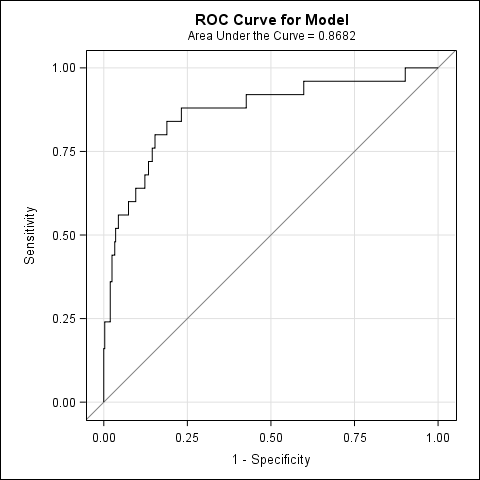 ROC Curve for Model
Area Under the Curve = 0.8682
1.00
0.75
0.50
0.25
0.00
Sensitivity
0.00 0.25 0.50 0.75 1.00
1 - Specificity